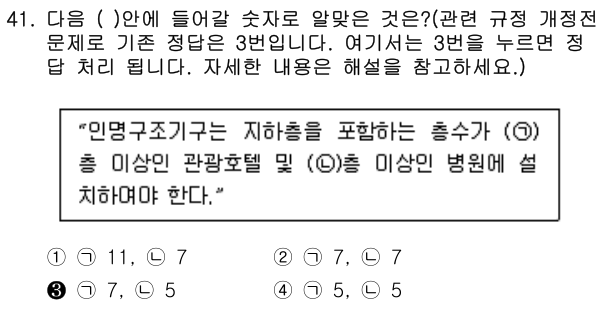 41. 다음 ( )안에 들어갈 숫자로 알맞은 것은?(관련 규정 개정전
문제로 기존 정답은 3번입니다. 여기서는 3번을 누르면 정
답 처리 됩니다. 자세한 내용은 해설을 참고하세요.)
"인명구조기구는 지하층을 포함하는 층수가 (㉠)
층 이상인 관광호텔 및 (㉡)층 이상인 병원에 설
치하여야 한다."
① ㉠ 11, ㉡ 7 ② ㉠ 7, ㉡ 7
❸ ㉠ 7, ㉡ 5 ④ ㉠ 5, ㉡ 5